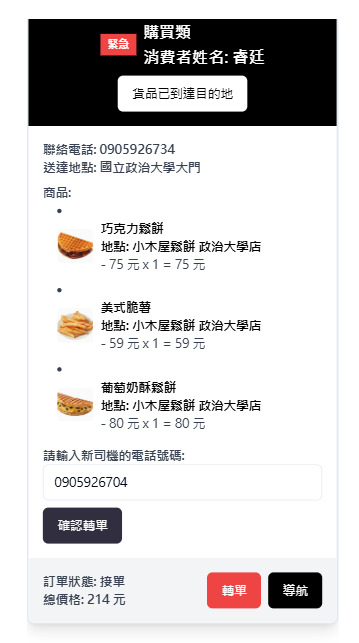 緊急
購買類
消費者姓名: 睿廷
貨品已到達目的地
聯絡電話: 0905926734
送達地點: 國立政治大學大門
商品:
巧克力鬆餅
地點: 小木屋鬆餅 政治大學店
- 75 元 x 1 = 75 元
美式脆薯
地點: 小木屋鬆餅 政治大學店
- 59 元 x 1 = 59 元
葡萄奶酥鬆餅
地點: 小木屋鬆餅 政治大學店
- 80 元 x 1 = 80 元
請輸入新司機的電話號碼:
0905926704
確認轉單
訂單狀態: 接單
總價格: 214 元
轉單
導航